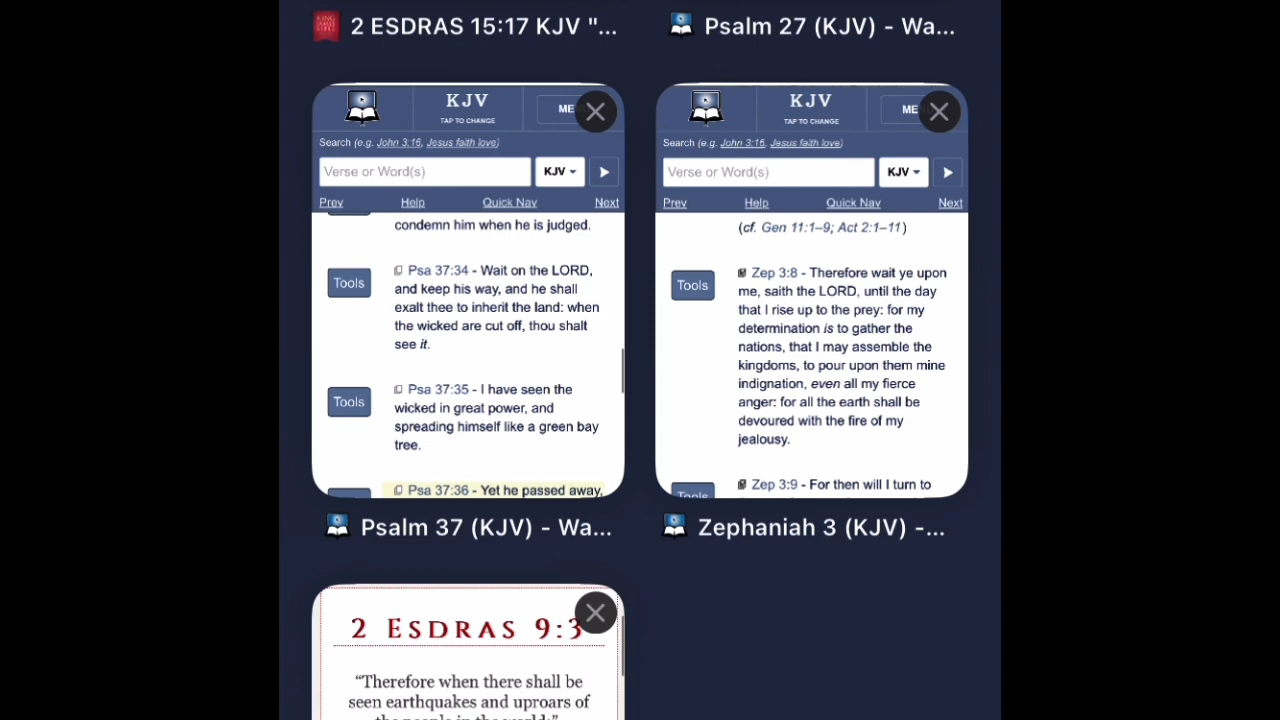 2 ESDRAS 15:17 KJV "...
Psalm 27 (KJV) - Wa...
KJV
ME
TAP TO CHANGE
Search (e.g. John 3:16, Jesus faith love)
Verse or Word(s)
KJV
Prev Help Quick Nav Next
condemn him when he is judged.
Tools
Psa 37:34 - Wait on the LORD,
and keep his way, and he shall
exalt thee to inherit the land: when
the wicked are cut off, thou shalt
see it.
Tools
Psa 37:35 - I have seen the
wicked in great power, and
spreading himself like a green bay
tree.
Psa 37:36 - Yet he passed away,
Psalm 37 (KJV) - Wa...
KJV
ME
TAP TO CHANGE
Search (e.g. John 3:16, Jesus faith love)
Verse or Word(s)
KJV
Prev Help Quick Nav Next
(cf. Gen 11:1–9; Act 2:1–11)
Tools
Zep 3:8 - Therefore wait ye upon
me, saith the LORD, until the day
that I rise up to the prey: for my
determination is to gather the
nations, that I may assemble the
kingdoms, to pour upon them mine
indignation, even all my fierce
anger: for all the earth shall be
devoured with the fire of my
jealousy.
Tools
Zep 3:9 - For then will I turn to
Zephaniah 3 (KJV) -...
2 ESDRAS 9:3
“Therefore when there shall be
seen earthquakes and uproars of
the people in the world:”